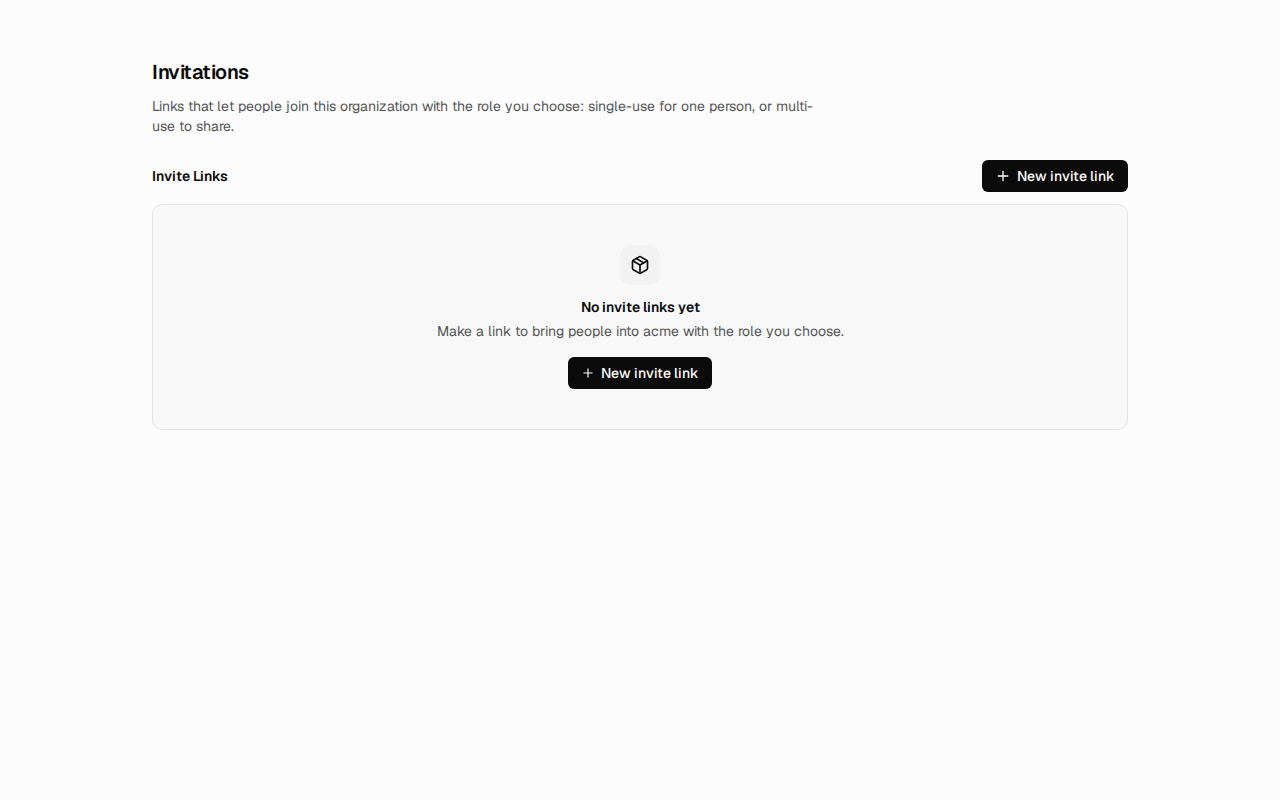 Invitations
Links that let people join this organization with the role you choose: single-use for one person, or multi-
use to share.
Invite Links
New invite link
No invite links yet
Make a link to bring people into acme with the role you choose.
New invite link